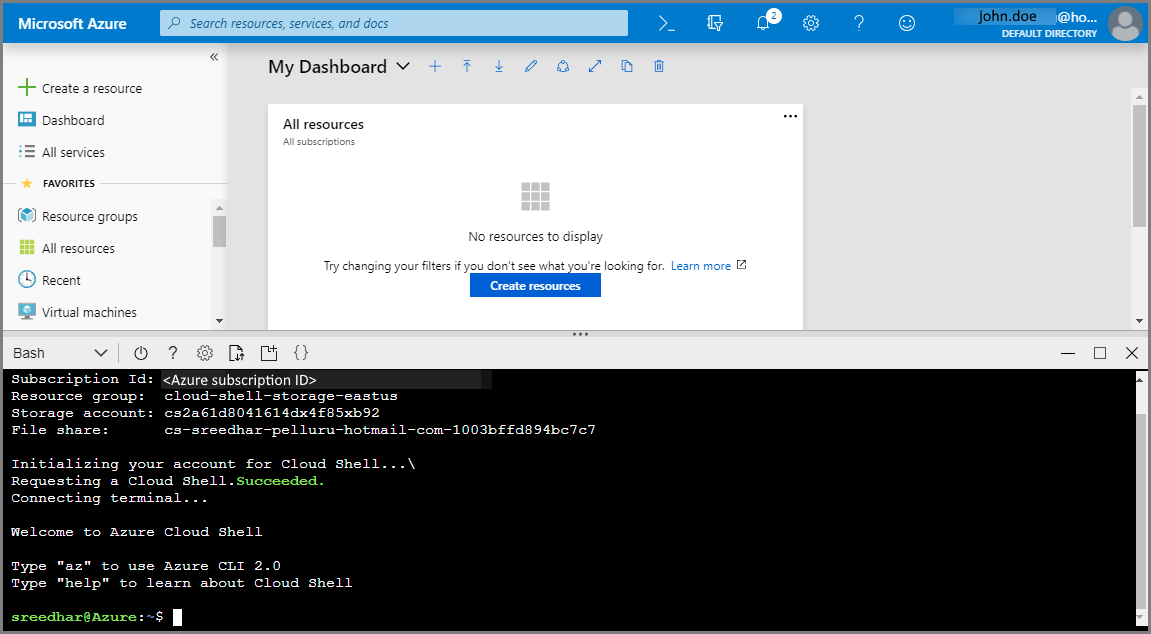 Microsoft Azure
Search resources, services, and docs
2
john.doe @ho...
DEFAULT DIRECTORY
«
Create a resource
Dashboard
All services
FAVORITES
Resource groups
All resources
Recent
Virtual machines
My Dashboard
All resources
All subscriptions
No resources to display
Try changing your filters if you don't see what you're looking for. Learn more
Create resources
Bash
Subscription Id: <Azure subscription ID>
Resource group: cloud-shell-storage-eastus
Storage account: cs2a61d8041614dx4f85xb92
File share: cs-sreedhar-pelluru-hotmail-com-1003bffd894bc7c7
Initializing your account for Cloud Shell...\
Requesting a Cloud Shell.Succeeded.
Connecting terminal...
Welcome to Azure Cloud Shell
Type "az" to use Azure CLI 2.0
Type "help" to learn about Cloud Shell
sreedhar@Azure:~$